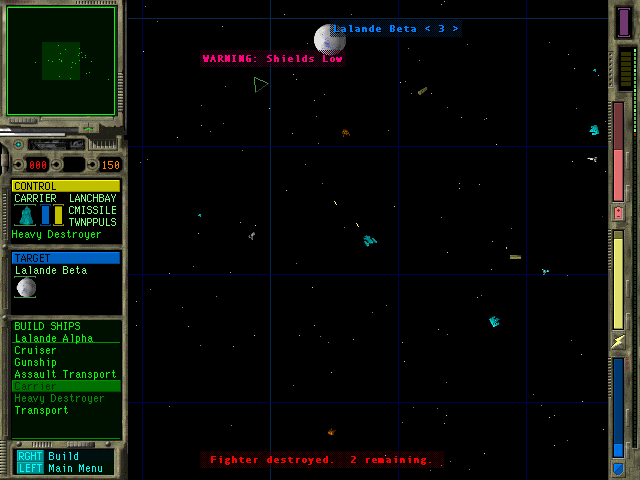 Lalande Beta < 3 >
WARNING: Shields Low
000
150
CONTROL
CARRIER LANCHBAY
CMISSILE
TWNPPULS
Heavy Destroyer
TARGET
Lalande Beta
BUILD SHIPS
Lalande Alpha
Cruiser
Gunship
Assault Transport
Carrier
Heavy Destroyer
Transport
RGHT Build
LEFT Main Menu
Fighter destroyed. 2 remaining.